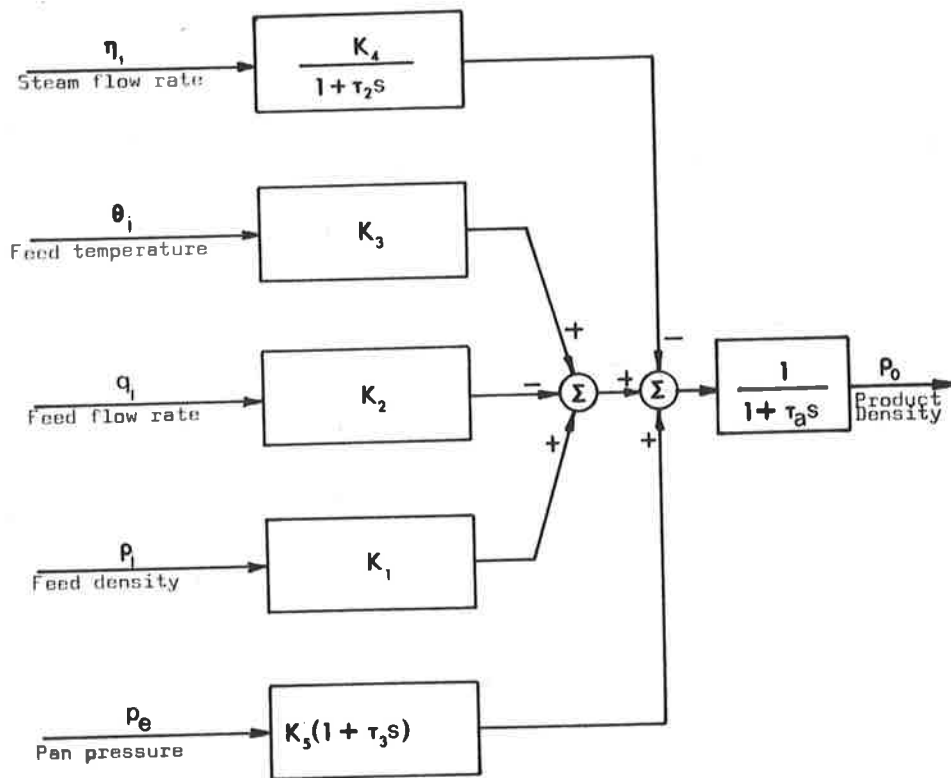 η₁
Steam flow rate
K₄
1 + τ₂s
θᵢ
Feed temperature
K₃
+
q₁
Feed flow rate
K₂
−
Σ
+
Σ
−
1
1 + τₐs
ρ₀
Product
Density
+
+
ρ₁
Feed density
K₁
pₑ
Pan pressure
K₅(1 + τ₃s)